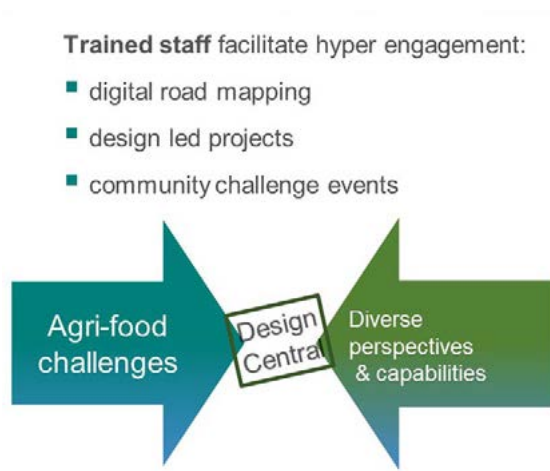 Trained staff facilitate hyper engagement:
digital road mapping
design led projects
community challenge events
Agri-food
challenges
Design
Central
Diverse
perspectives
& capabilities